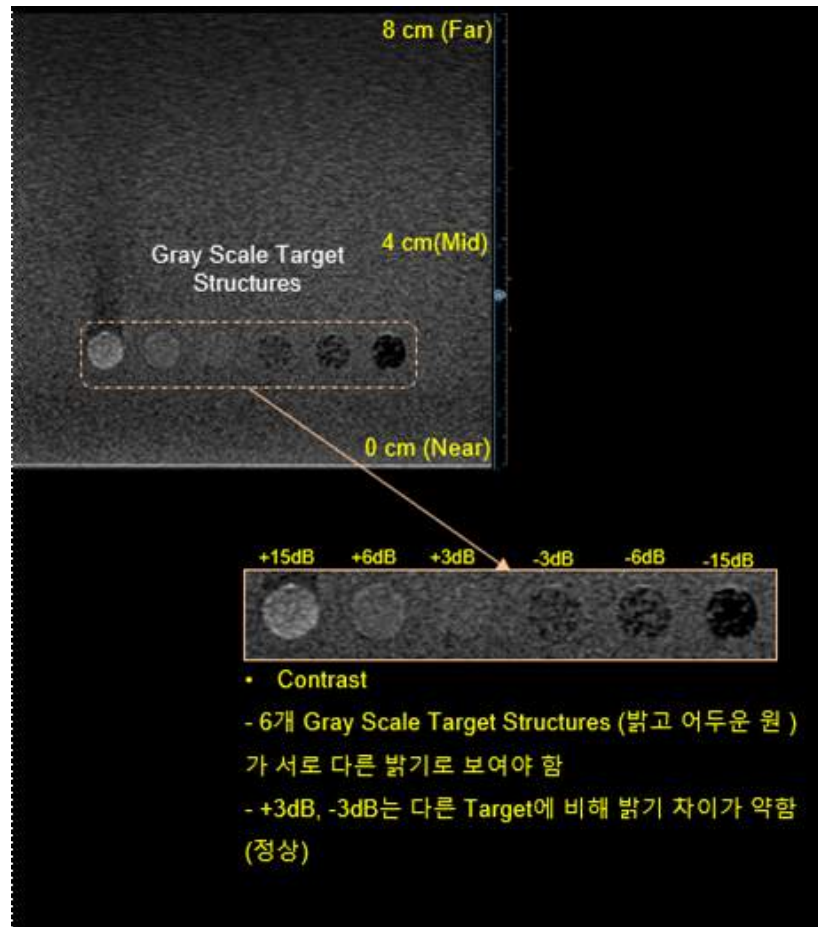 8 cm (Far)
4 cm(Mid)
Gray Scale Target
Structures
0 cm (Near)
+15dB +6dB +3dB -3dB -6dB -15dB
• Contrast
- 6개 Gray Scale Target Structures (밝고 어두운 원 )
가 서로 다른 밝기로 보여야 함
- +3dB, -3dB는 다른 Target에 비해 밝기 차이가 약함
(정상)